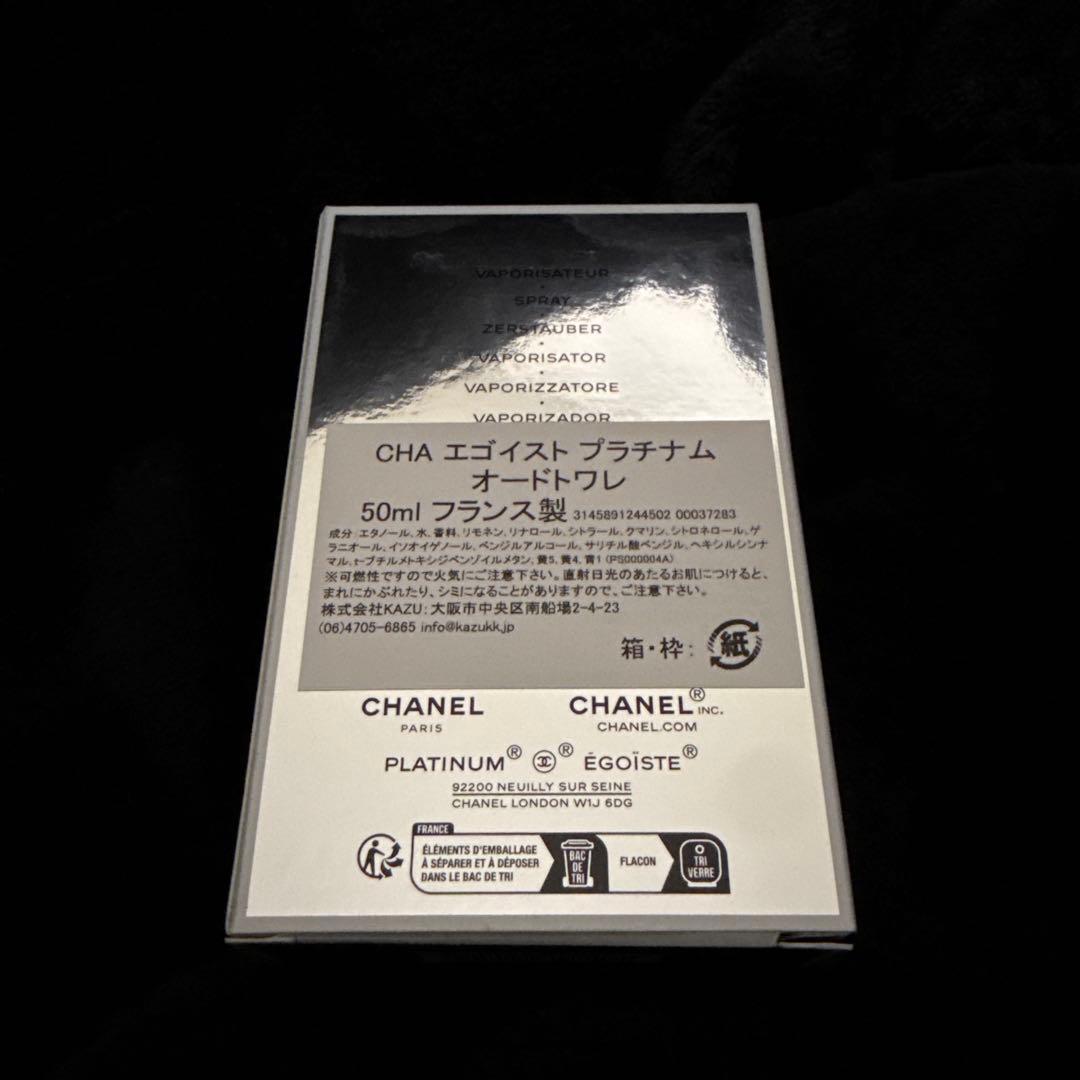 VAPORISATEUR
SPRAY
ZERSTÄUBER
VAPORISATOR
VAPORIZZATORE
VAPORIZADOR
CHA エゴイスト プラチナム
オードトワレ
50ml フランス製 3145891244502 00037283
成分:エタノール、水、香料、リモネン、リナロール、シトラール、クマリン、シトロネロール、ゲ
ラニオール、イソオイゲノール、ベンジルアルコール、サリチル酸ベンジル、ヘキシルシンナ
マル、t-ブチルメトキシジベンゾイルメタン、黄5、黄4、青1 (PS000004A)
※可燃性ですので火気にご注意下さい。直射日光のあたるお肌につけると、
まれにかぶれたり、シミになることがありますので、ご注意下さい。
株式会社KAZU:大阪市中央区南船場2-4-23
(06)4705-6865 info@kazukk.jp
箱・枠: 紙
CHANEL CHANEL® INC.
PARIS CHANEL.COM
PLATINUM® ® ÉGOÏSTE®
92200 NEUILLY SUR SEINE
CHANEL LONDON W1J 6DG
FRANCE
ÉLÉMENTS D'EMBALLAGE
À SÉPARER ET À DÉPOSER
DANS LE BAC DE TRI
BAC
DE
TRI
FLACON
TRI
VERRE